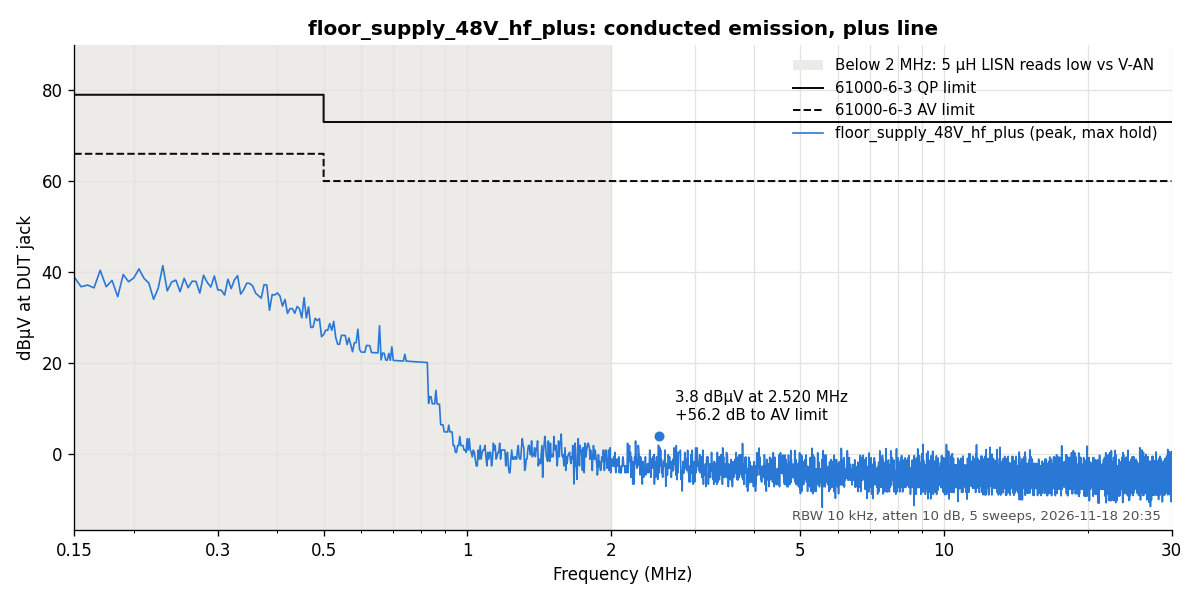 floor_supply_48V_hf_plus: conducted emission, plus line
Below 2 MHz: 5 µH LISN reads low vs V-AN
61000-6-3 QP limit
61000-6-3 AV limit
floor_supply_48V_hf_plus (peak, max hold)
dBµV at DUT jack
80
60
40
20
0
3.8 dBµV at 2.520 MHz
+56.2 dB to AV limit
RBW 10 kHz, atten 10 dB, 5 sweeps, 2026-11-18 20:35
0.15 0.3 0.5 1 2 5 10 30
Frequency (MHz)